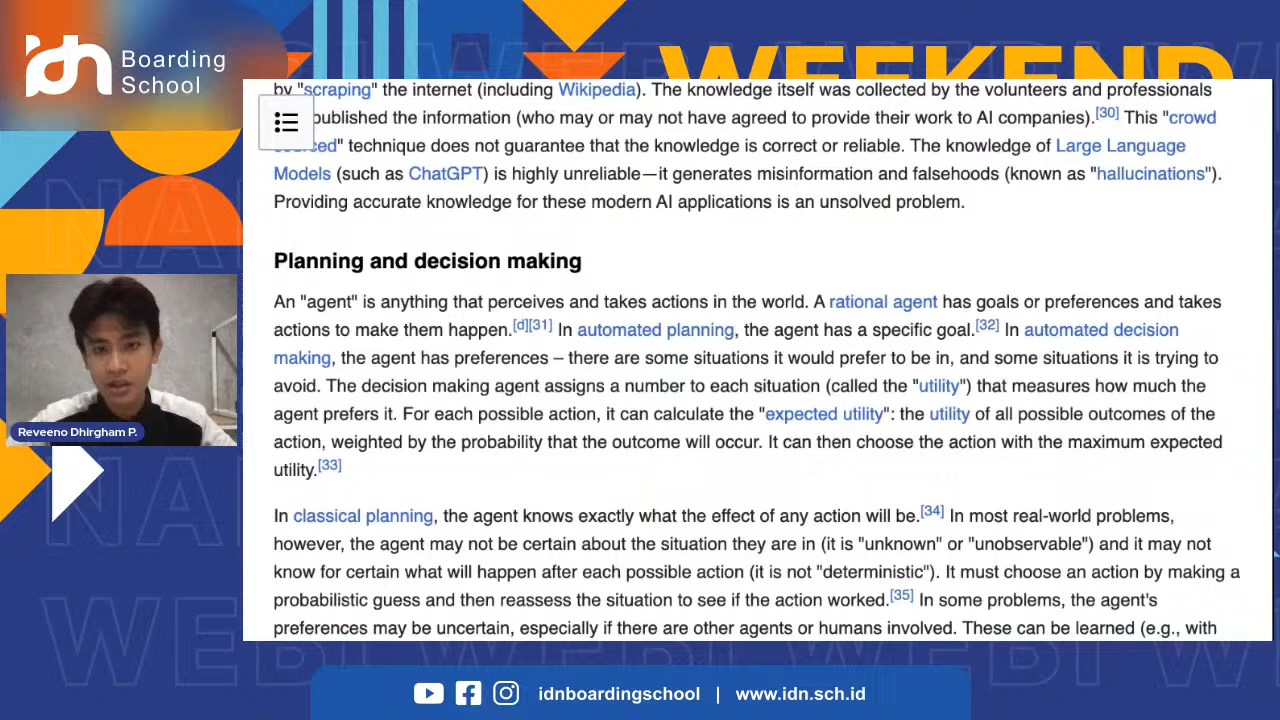 idn Boarding School
WEEKEND
by "scraping" the internet (including Wikipedia). The knowledge itself was collected by the volunteers and professionals
published the information (who may or may not have agreed to provide their work to AI companies).[30] This "crowd
sourced" technique does not guarantee that the knowledge is correct or reliable. The knowledge of Large Language
Models (such as ChatGPT) is highly unreliable—it generates misinformation and falsehoods (known as "hallucinations").
Providing accurate knowledge for these modern AI applications is an unsolved problem.
Planning and decision making
An "agent" is anything that perceives and takes actions in the world. A rational agent has goals or preferences and takes
actions to make them happen.[d][31] In automated planning, the agent has a specific goal.[32] In automated decision
making, the agent has preferences – there are some situations it would prefer to be in, and some situations it is trying to
avoid. The decision making agent assigns a number to each situation (called the "utility") that measures how much the
agent prefers it. For each possible action, it can calculate the "expected utility": the utility of all possible outcomes of the
action, weighted by the probability that the outcome will occur. It can then choose the action with the maximum expected
utility.[33]
In classical planning, the agent knows exactly what the effect of any action will be.[34] In most real-world problems,
however, the agent may not be certain about the situation they are in (it is "unknown" or "unobservable") and it may not
know for certain what will happen after each possible action (it is not "deterministic"). It must choose an action by making a
probabilistic guess and then reassess the situation to see if the action worked.[35] In some problems, the agent's
preferences may be uncertain, especially if there are other agents or humans involved. These can be learned (e.g., with
Reveeno Dhirgham P.
idnboardingschool | www.idn.sch.id